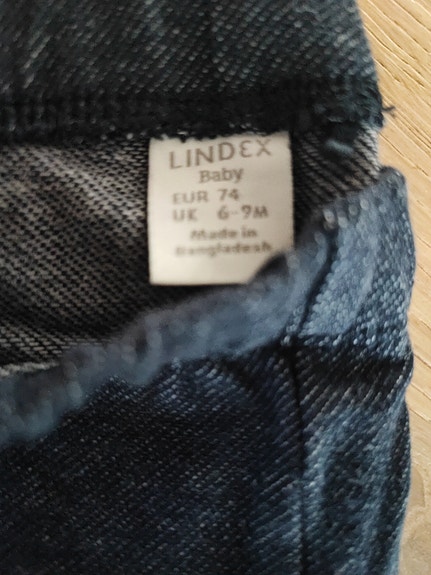 LINDEX
Baby
EUR 74
UK 6-9M
Made in
Bangladesh